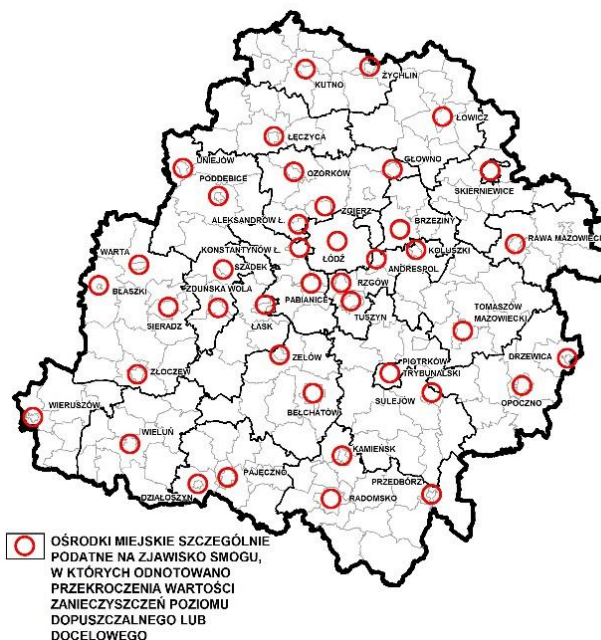 KUTNO
ŻYCHLIN
ŁOWICZ
ŁĘCZYCA
UNIEJÓW
PODDĘBICE
OZORKÓW
GŁOWNO
SKIERNIEWICE
ZGIERZ
ALEKSANDRÓW Ł.
BRZEZINY
RAWA MAZOWIECKA
KONSTANTYNÓW Ł.
ŁÓDŹ
KOLUSZKI
ANDRESPOL
WARTA
SZADEK
BŁASZKI
ZDUŃSKA WOLA
PABIANICE
RZGÓW
SIERADZ
ŁASK
TUSZYN
TOMASZÓW
MAZOWIECKI
ZELÓW
PIOTRKÓW
TRYBUNALSKI
DRZEWICA
ZŁOCZEW
BEŁCHATÓW
SULEJÓW
OPOCZNO
WIERUSZÓW
WIELUŃ
KAMIEŃSK
PAJĘCZNO
PRZEDBÓRZ
DZIAŁOSZYN
RADOMSKO
OŚRODKI MIEJSKIE SZCZEGÓLNIE
PODATNE NA ZJAWISKO SMOGU,
W KTÓRYCH ODNOTOWANO
PRZEKROCZENIA WARTOŚCI
ZANIECZYSZCZEŃ POZIOMU
DOPUSZCZALNEGO LUB
DOCELOWEGO